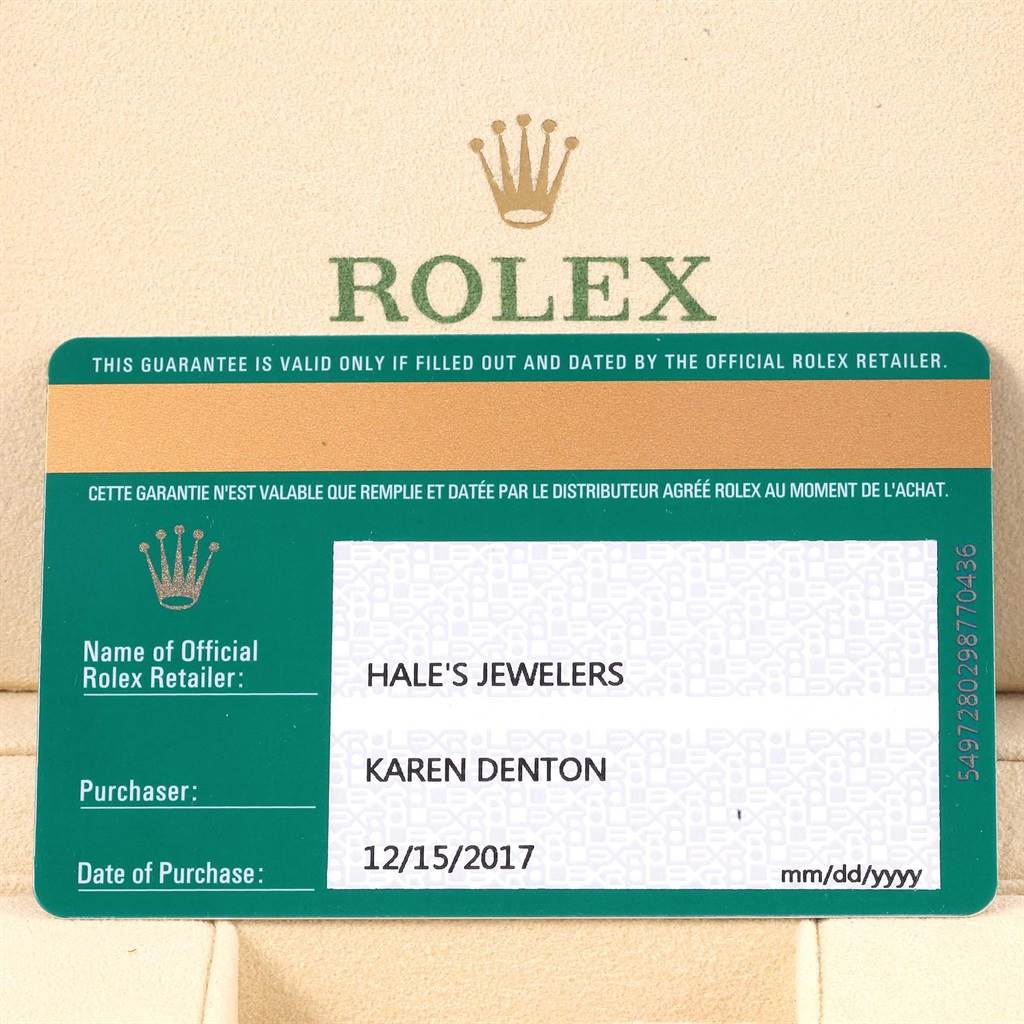 ROLEX
THIS GUARANTEE IS VALID ONLY IF FILLED OUT AND DATED BY THE OFFICIAL ROLEX RETAILER.
CETTE GARANTIE N'EST VALABLE QUE REMPLIE ET DATÉE PAR LE DISTRIBUTEUR AGRÉÉ ROLEX AU MOMENT DE L'ACHAT.
Name of Official
Rolex Retailer:
HALE'S JEWELERS
Purchaser:
KAREN DENTON
Date of Purchase:
12/15/2017
mm/dd/yyyy
5497280298770436